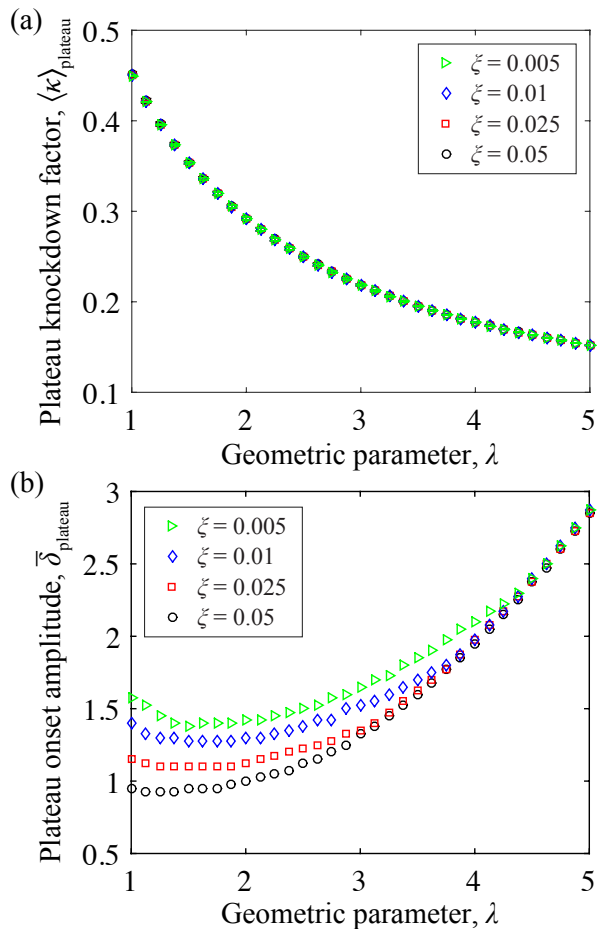 (a)
Plateau knockdown factor, ⟨κ⟩plateau
0.5
0.4
0.3
0.2
0.1
ξ = 0.005
ξ = 0.01
ξ = 0.025
ξ = 0.05
1 2 3 4 5
Geometric parameter, λ
(b)
Plateau onset amplitude, δ̅plateau
3
2.5
2
1.5
1
0.5
ξ = 0.005
ξ = 0.01
ξ = 0.025
ξ = 0.05
1 2 3 4 5
Geometric parameter, λ